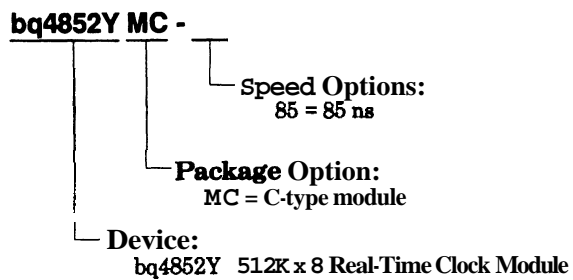 bq4852Y MC -
Speed Options:
85 = 85 ns
Package Option:
MC = C-type module
Device:
bq4852Y 512K x 8 Real-Time Clock Module